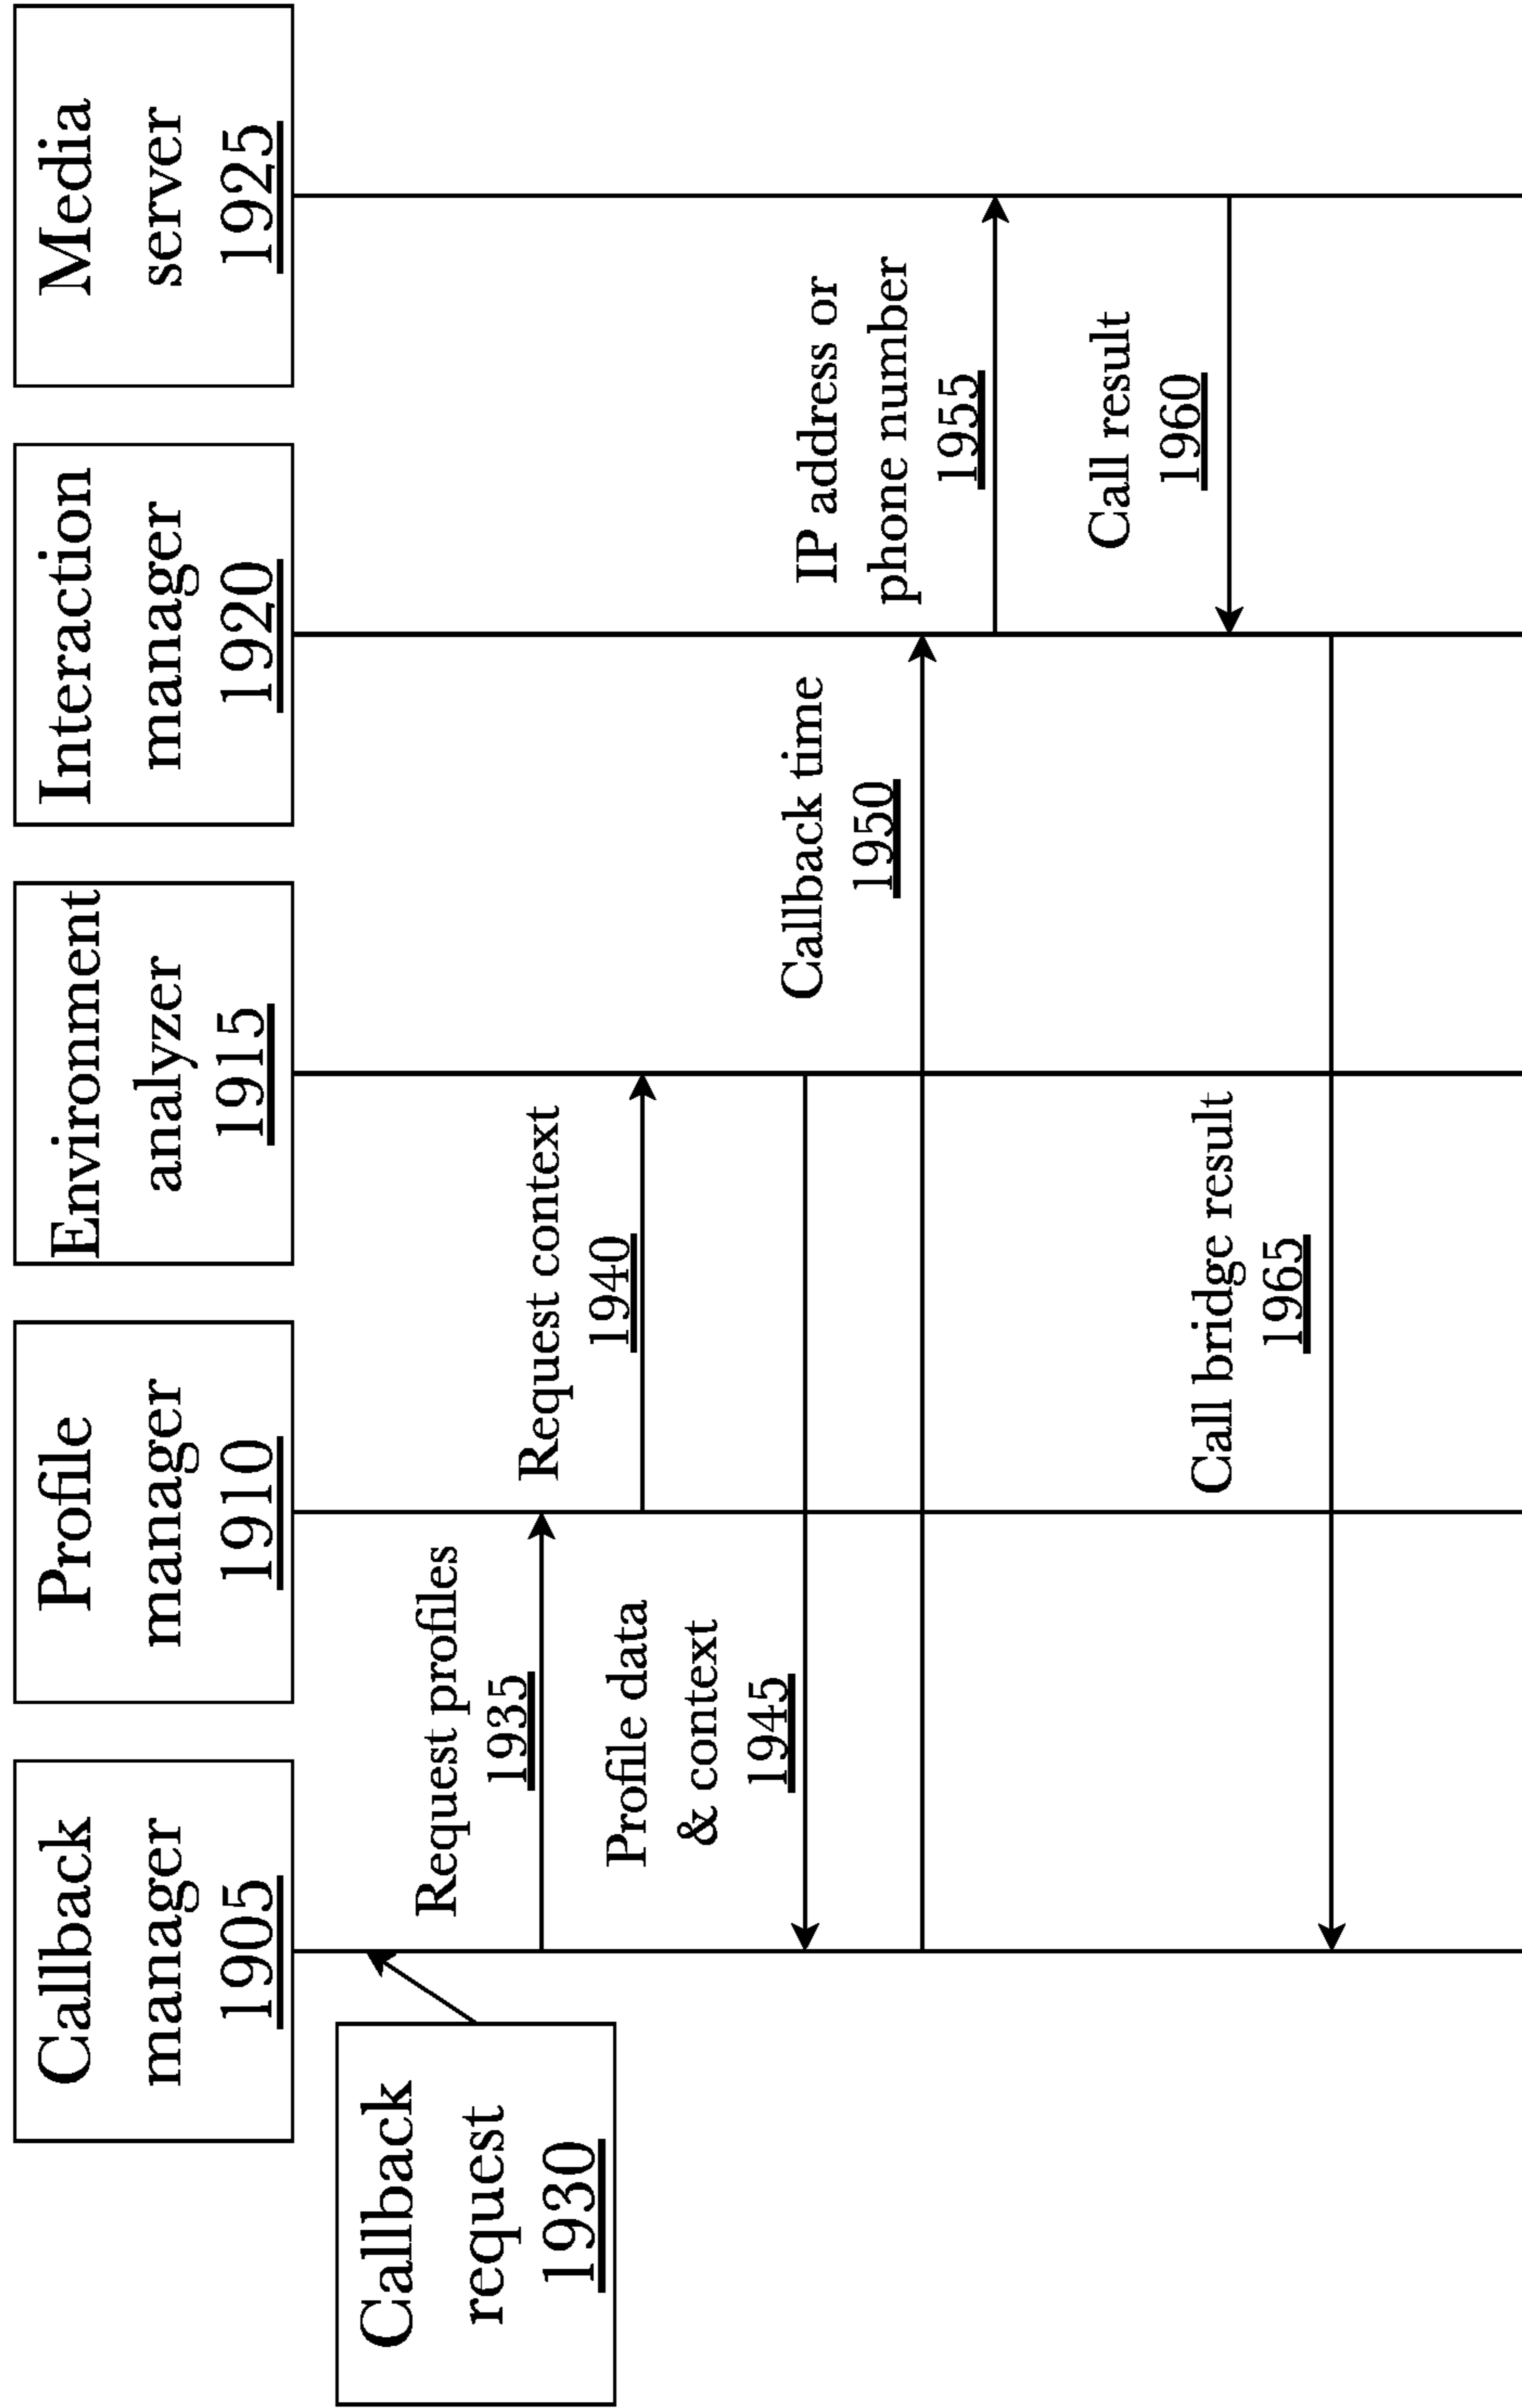 Callback
manager
1905
Profile
manager
1910
Environment
analyzer
1915
Interaction
manager
1920
Media
server
1925
Callback
request
1930
Request profiles
1935
Request context
1940
Profile data
& context
1945
Callback time
1950
IP address or
phone number
1955
Call result
1960
Call bridge result
1965